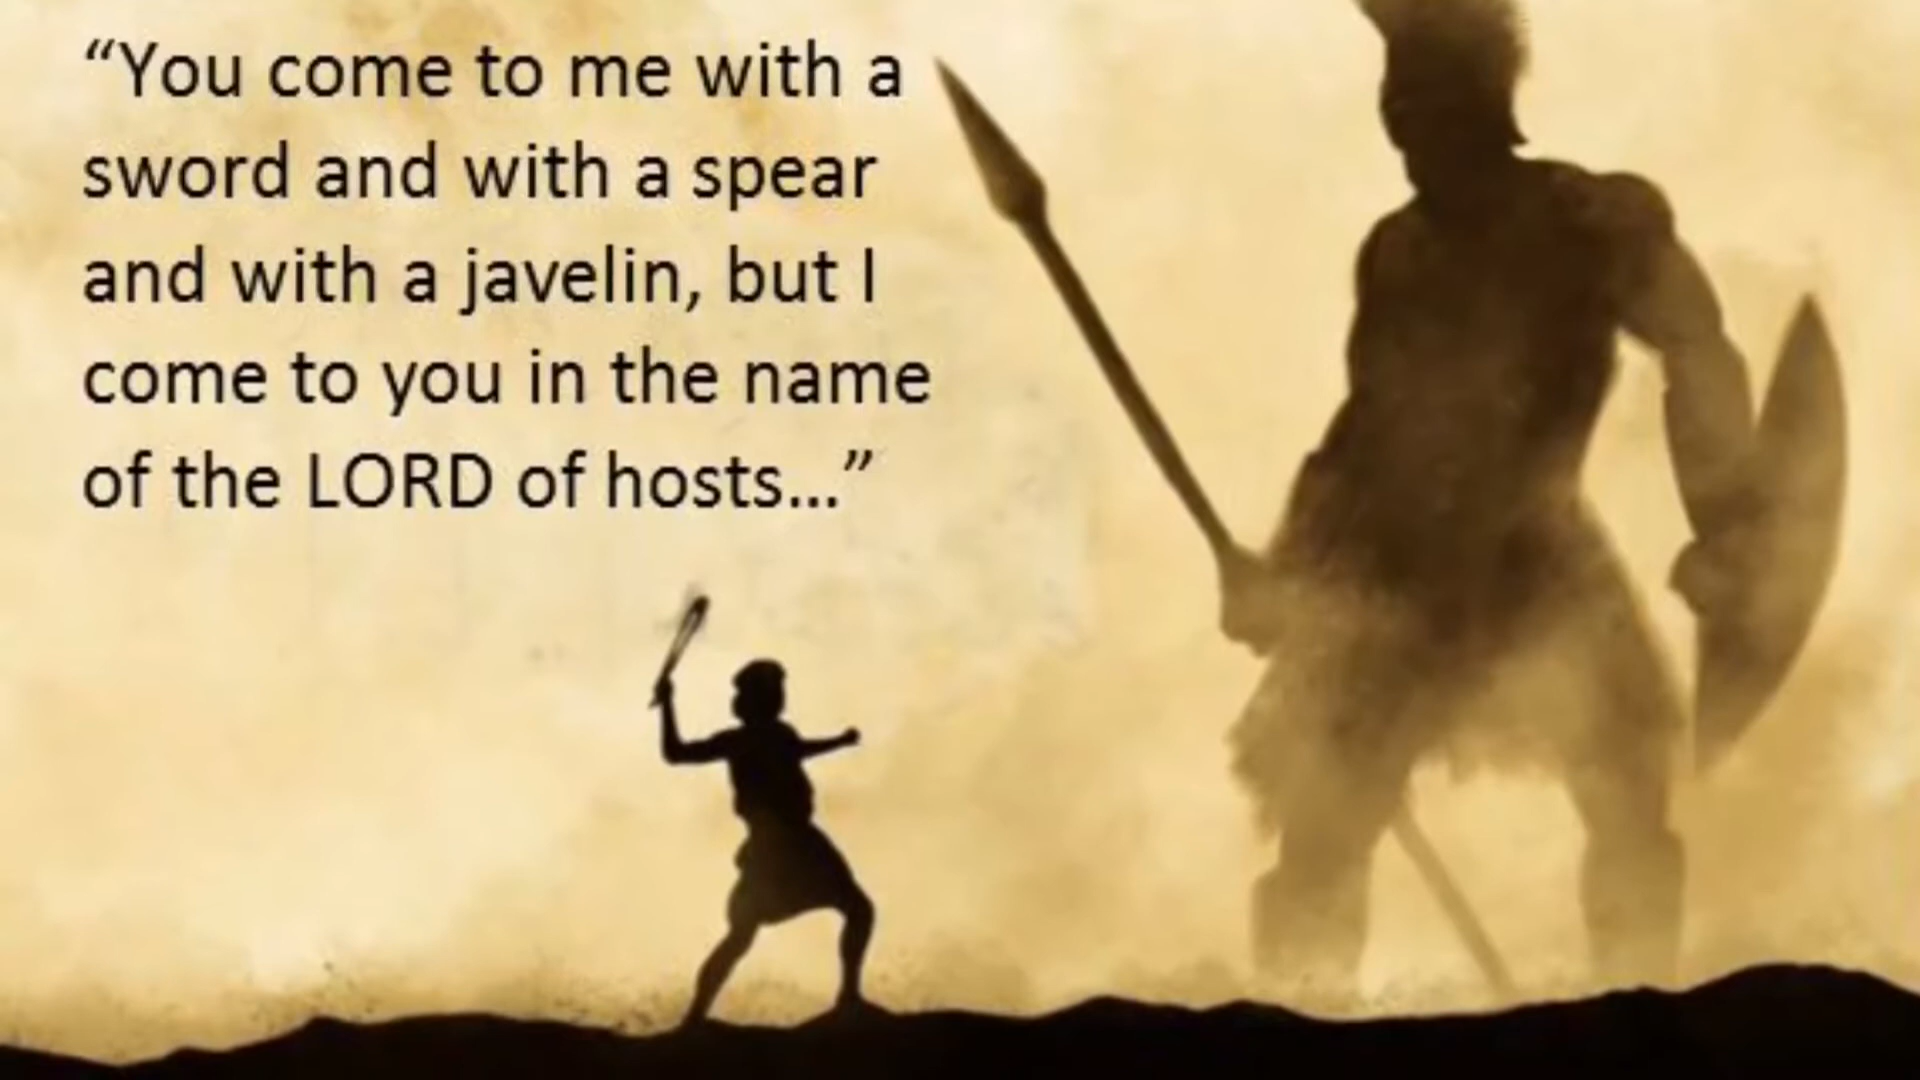 “You come to me with a
sword and with a spear
and with a javelin, but I
come to you in the name
of the LORD of hosts...”